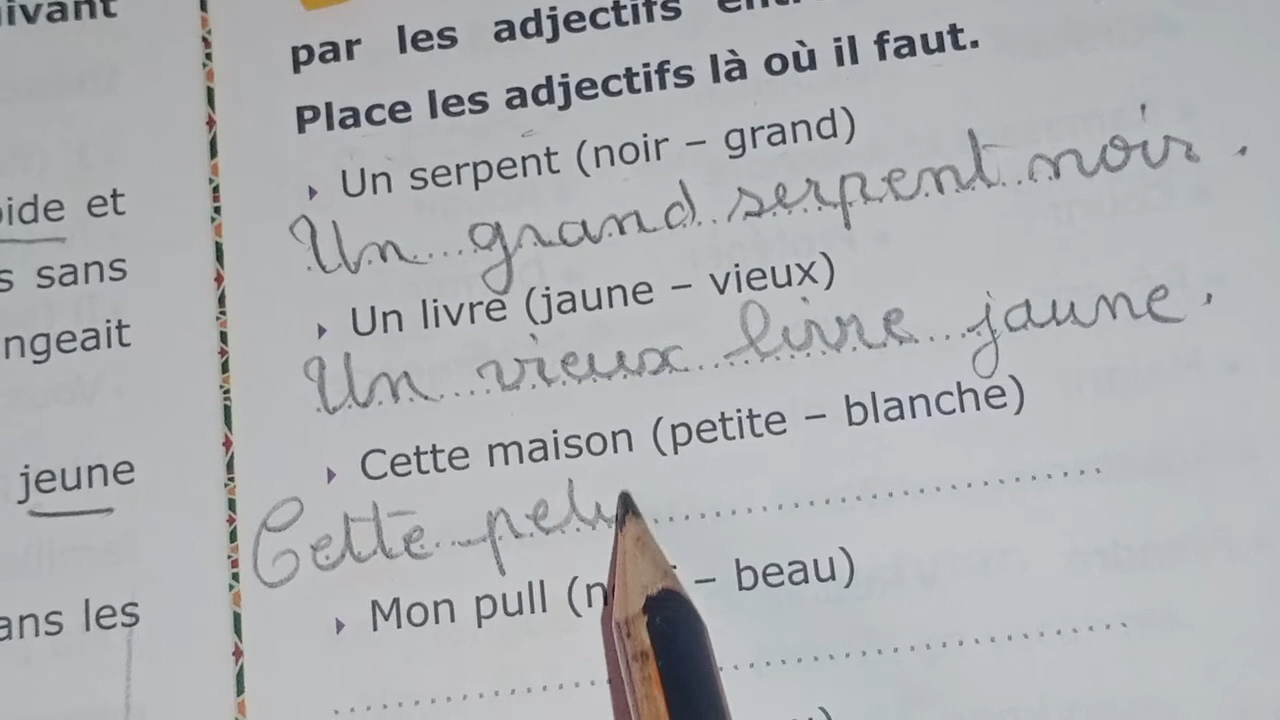 ivant
par les adjectifs
Place les adjectifs là où il faut.
Un serpent (noir – grand)
Un grand serpent noir.
Un livre (jaune – vieux)
Un vieux livre jaune.
Cette maison (petite – blanche)
Cette
Mon pull ( – beau)
ide et
s sans
ngeait
jeune
ans les